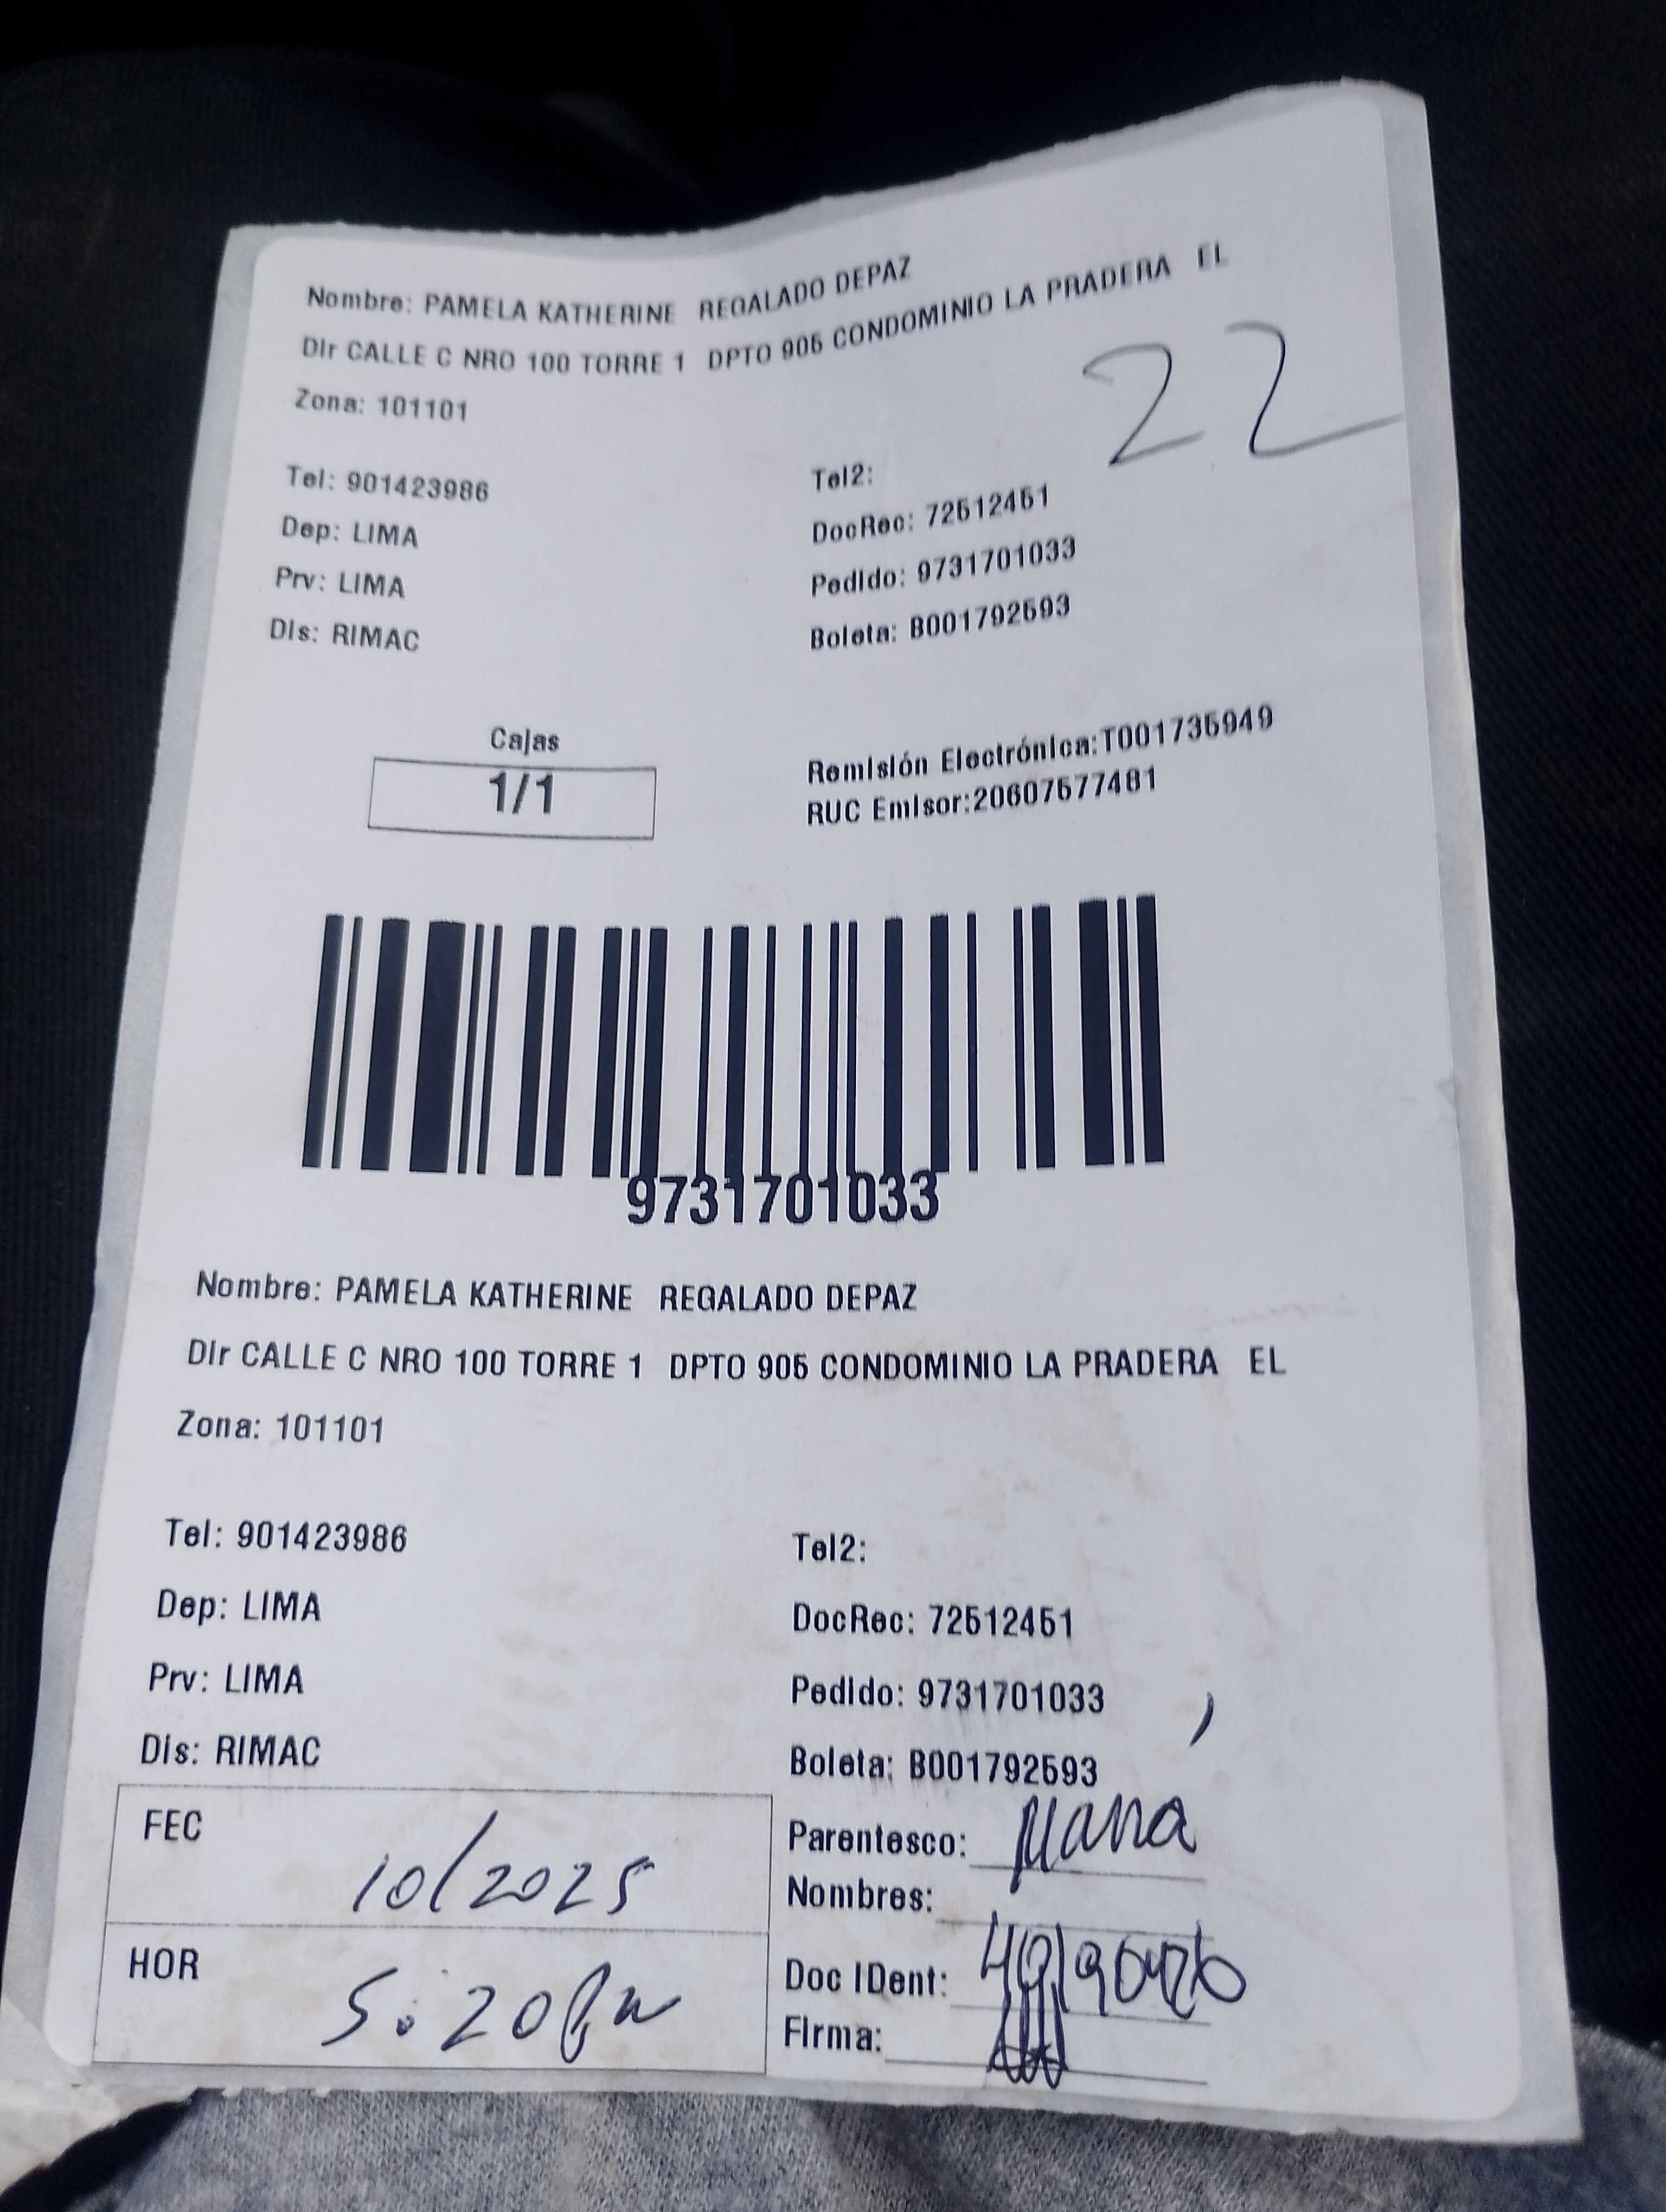 Nombre: PAMELA KATHERINE REGALADO DEPAZ
Dir CALLE C NRO 100 TORRE 1 DPTO 905 CONDOMINIO LA PRADERA EL
22
Zona: 101101
Tel: 901423986
Tel2:
Dep: LIMA
DocRec: 72512451
Prv: LIMA
Pedido: 9731701033
Dis: RIMAC
Boleta: B001792593
Cajas
1/1
Remisión Electrónica:T001735949
RUC Emisor:20607577481
9731701033
Nombre: PAMELA KATHERINE REGALADO DEPAZ
Dir CALLE C NRO 100 TORRE 1 DPTO 905 CONDOMINIO LA PRADERA EL
Zona: 101101
Tel: 901423986
Tel2:
Dep: LIMA
DocRec: 72512451
Prv: LIMA
Pedido: 9731701033
Dis: RIMAC
Boleta: B001792593
FEC 10/2025
Parentesco:
Nombres:
HOR 5:20
Doc IDent:
Firma: